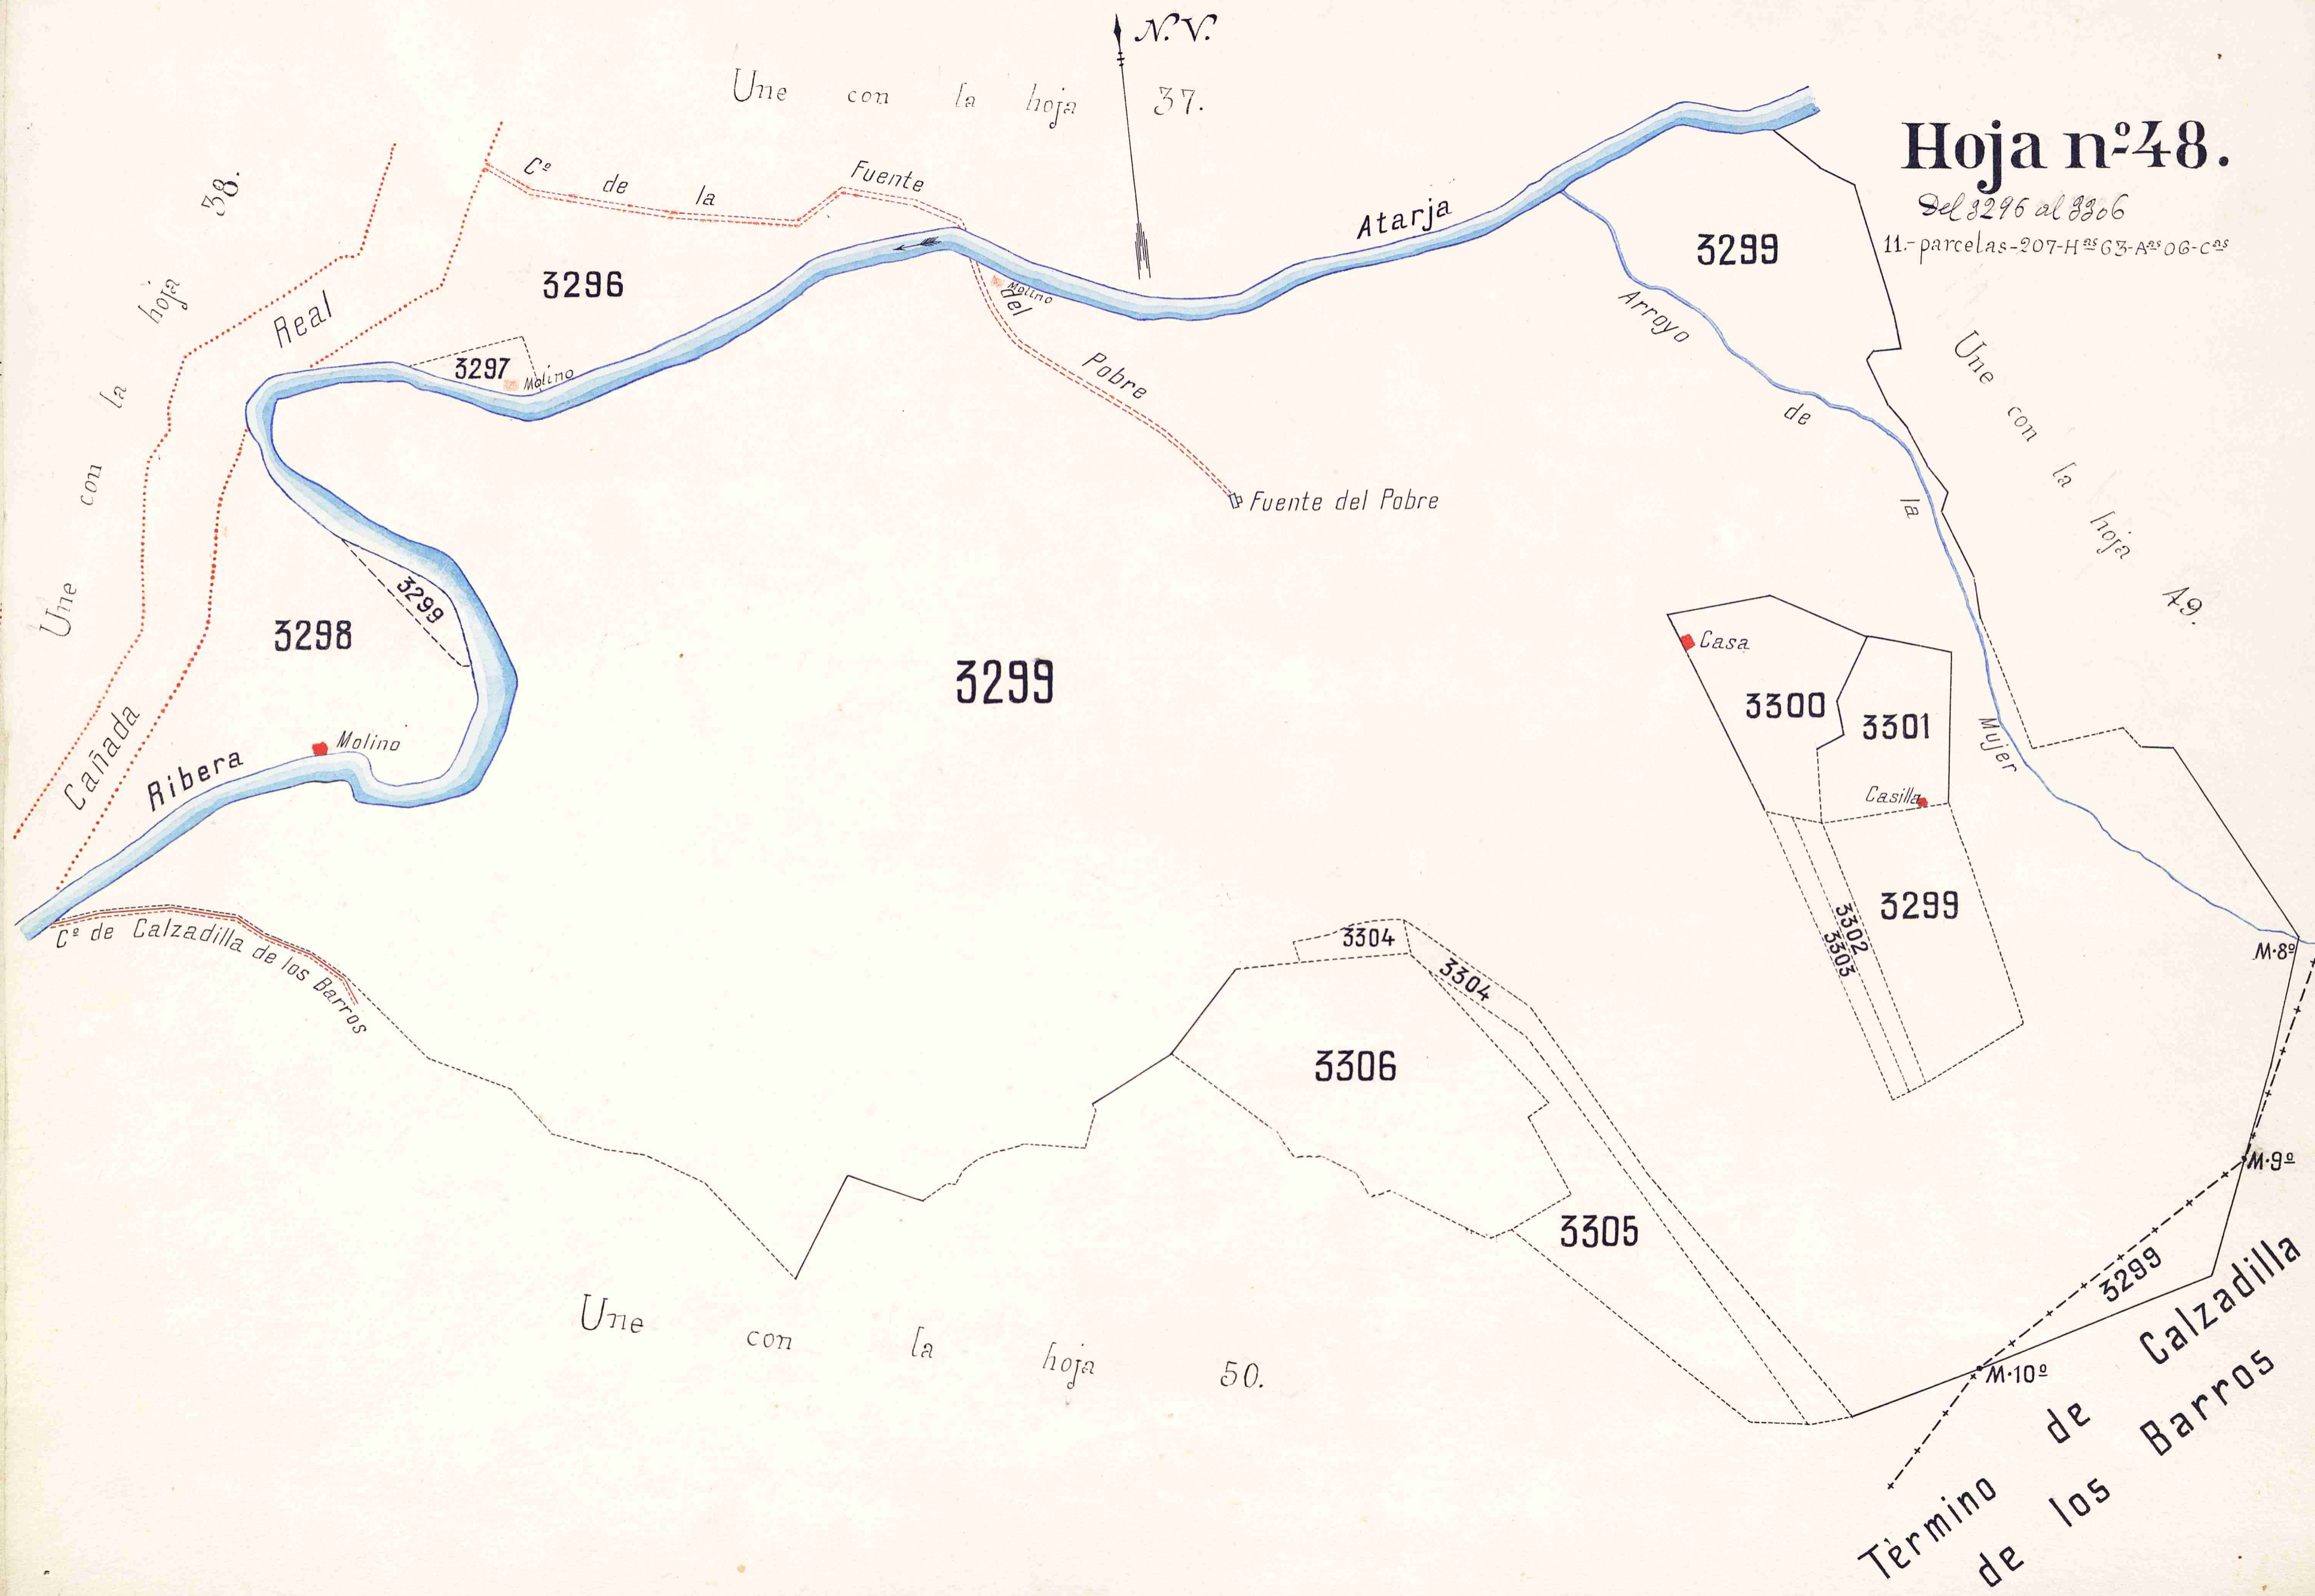 N.V.
Une con la hoja 37.
Hoja nº 48.
Del 3296 al 3306
11.-parcelas-207-Hªˢ 63-Aªˢ 06-Cªˢ
Une con la hoja 38.
Cº de la Fuente
del
Pobre
Molino
Atarja
3299
3296
Real
3297
Molino
Arroyo de la Mujer
Une con la hoja 49.
Fuente del Pobre
3299
3298
3299
Casa
3300
3301
Casilla
Molino
Cañada
Ribera
3299
3302
3303
Cº de Calzadilla de los Barros
3304
3304
M·8º
3306
M·9º
3305
3299
Une con la hoja 50.
M·10º
Tèrmino de Calzadilla
de los Barros